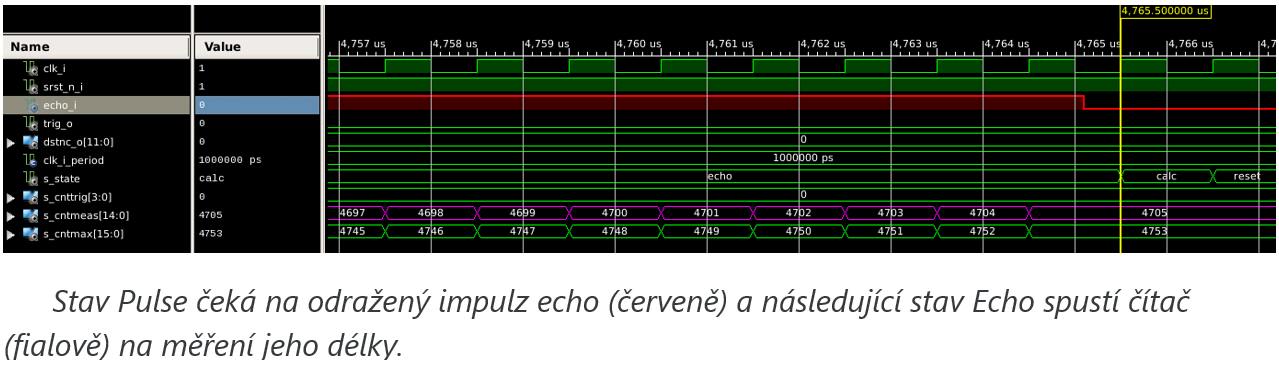 4,765.500000 us
Name Value
4,757 us 4,758 us 4,759 us 4,760 us 4,761 us 4,762 us 4,763 us 4,764 us 4,765 us 4,766 us 4,7
clk_i 1
srst_n_i 1
echo_i 0
trig_o 0
dstnc_o[11:0] 0 0
clk_i_period 1000000 ps 1000000 ps
s_state calc echo calc reset
s_cnttrig[3:0] 0 0
s_cntmeas[14:0] 4705 4697 4698 4699 4700 4701 4702 4703 4704 4705
s_cntmax[15:0] 4753 4745 4746 4747 4748 4749 4750 4751 4752 4753
Stav Pulse čeká na odražený impulz echo (červeně) a následující stav Echo spustí čítač
(fialově) na měření jeho délky.